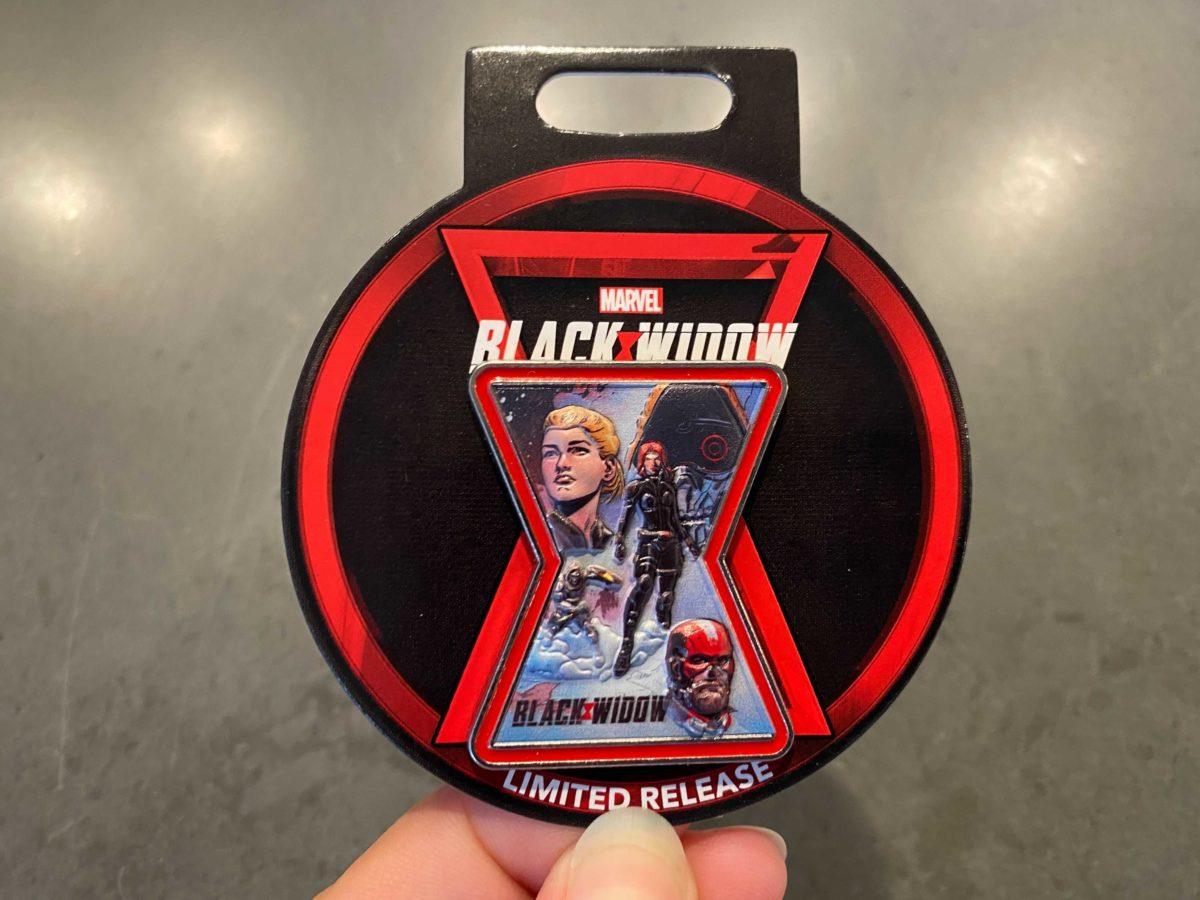 MARVEL
BLACK WIDOW
BLACK WIDOW
LIMITED RELEASE